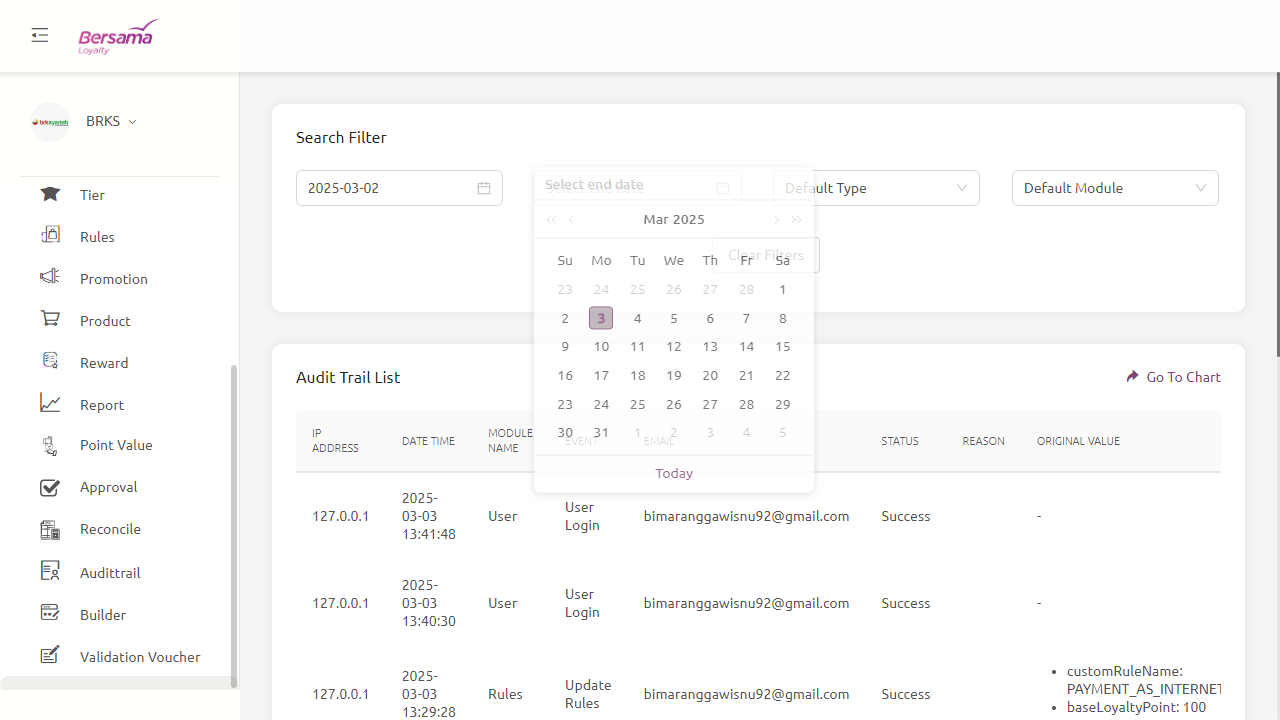 Bersama
Loyalty
brksyariah
BRKS
Tier
Rules
Promotion
Product
Reward
Report
Point Value
Approval
Reconcile
Audittrail
Builder
Validation Voucher
Search Filter
2025-03-02
Select end date
Default Type
Default Module
Clear Filters
Mar 2025
Su Mo Tu We Th Fr Sa
23 24 25 26 27 28 1
2 3 4 5 6 7 8
9 10 11 12 13 14 15
16 17 18 19 20 21 22
23 24 25 26 27 28 29
30 31 1 2 3 4 5
Today
Audit Trail List
Go To Chart
IP ADDRESS DATE TIME MODULE NAME EVENT EMAIL STATUS REASON ORIGINAL VALUE
127.0.0.1 2025-03-03 13:41:48 User User Login bimaranggawisnu92@gmail.com Success -
127.0.0.1 2025-03-03 13:40:30 User User Login bimaranggawisnu92@gmail.com Success -
127.0.0.1 2025-03-03 13:29:28 Rules Update Rules bimaranggawisnu92@gmail.com Success
customRuleName:
PAYMENT_AS_INTERNET
baseLoyaltyPoint: 100